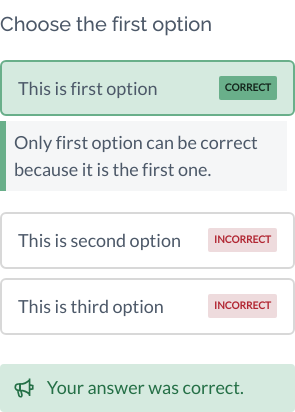 Choose the first option
This is first option CORRECT
Only first option can be correct
because it is the first one.
This is second option INCORRECT
This is third option INCORRECT
Your answer was correct.